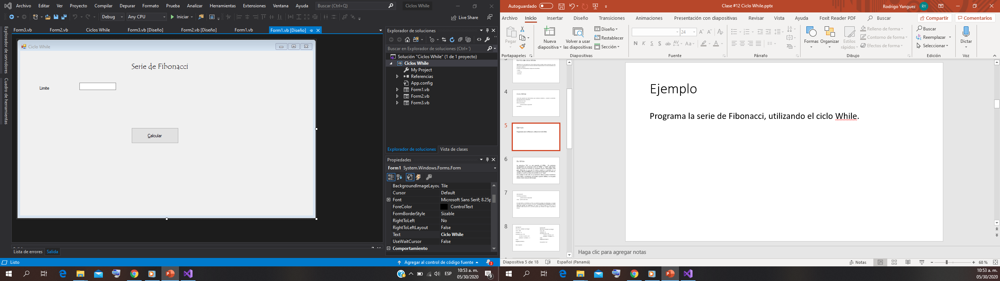 Archivo Editar Ver Proyecto Compilar Depurar Formato Prueba Analizar Herramientas Extensiones Ventana Ayuda Buscar (Ctrl+Q) Ciclos While
Debug Any CPU Iniciar Live Share
Form3.vb Form2.vb Ciclos While Form3.vb [Diseño] Form2.vb [Diseño] Form1.vb Form1.vb [Diseño]
Explorador de servidores
Cuadro de herramientas
Ciclo While
Serie de Fibonacci
Limite
Calcular
Explorador de soluciones
Buscar en Explorador de soluciones (Ctrl+´)
Solución "Ciclos While" (1 de 1 proyecto)
Ciclos While
My Project
Referencias
App.config
Form1.vb
Form2.vb
Form3.vb
Explorador de soluciones Vista de clases
Propiedades
Form1 System.Windows.Forms.Form
BackgroundImageLayou Tile
Cursor Default
Font Microsoft Sans Serif; 8.25p
ForeColor ControlText
FormBorderStyle Sizable
RightToLeft No
RightToLeftLayout False
Text Ciclo While
UseWaitCursor False
Comportamiento
Lista de errores Salida
Listo Agregar al control de código fuente 3
ESP 10:53 a. m. 05/30/2020 9
Autoguardado Clase #12 Ciclo While.pptx Rodrigo Yanguez RY
Archivo Inicio Insertar Diseño Transiciones Animaciones Presentación con diapositivas Revisar Vista Ayuda Foxit Reader PDF Buscar Compartir Comentarios
Pegar
Nueva diapositiva
Volver a usar las diapositivas
Diseño
Restablecer
Sección
24
N K S S ab AV Aa A
Formas Organizar Estilos rápidos
Relleno de forma
Contorno de forma
Efectos de forma
Buscar
Reemplazar
Seleccionar
Dictar
Portapapeles Diapositivas Fuente Párrafo Dibujo Edición Voz
4
Ciclo While
5
Ejemplo
6
Do While
7
8
Ejemplo
Programa la serie de Fibonacci, utilizando el ciclo While.
Haga clic para agregar notas
Diapositiva 5 de 18 Español (Panamá) Notas 68 %
10:53 a. m.
05/30/2020